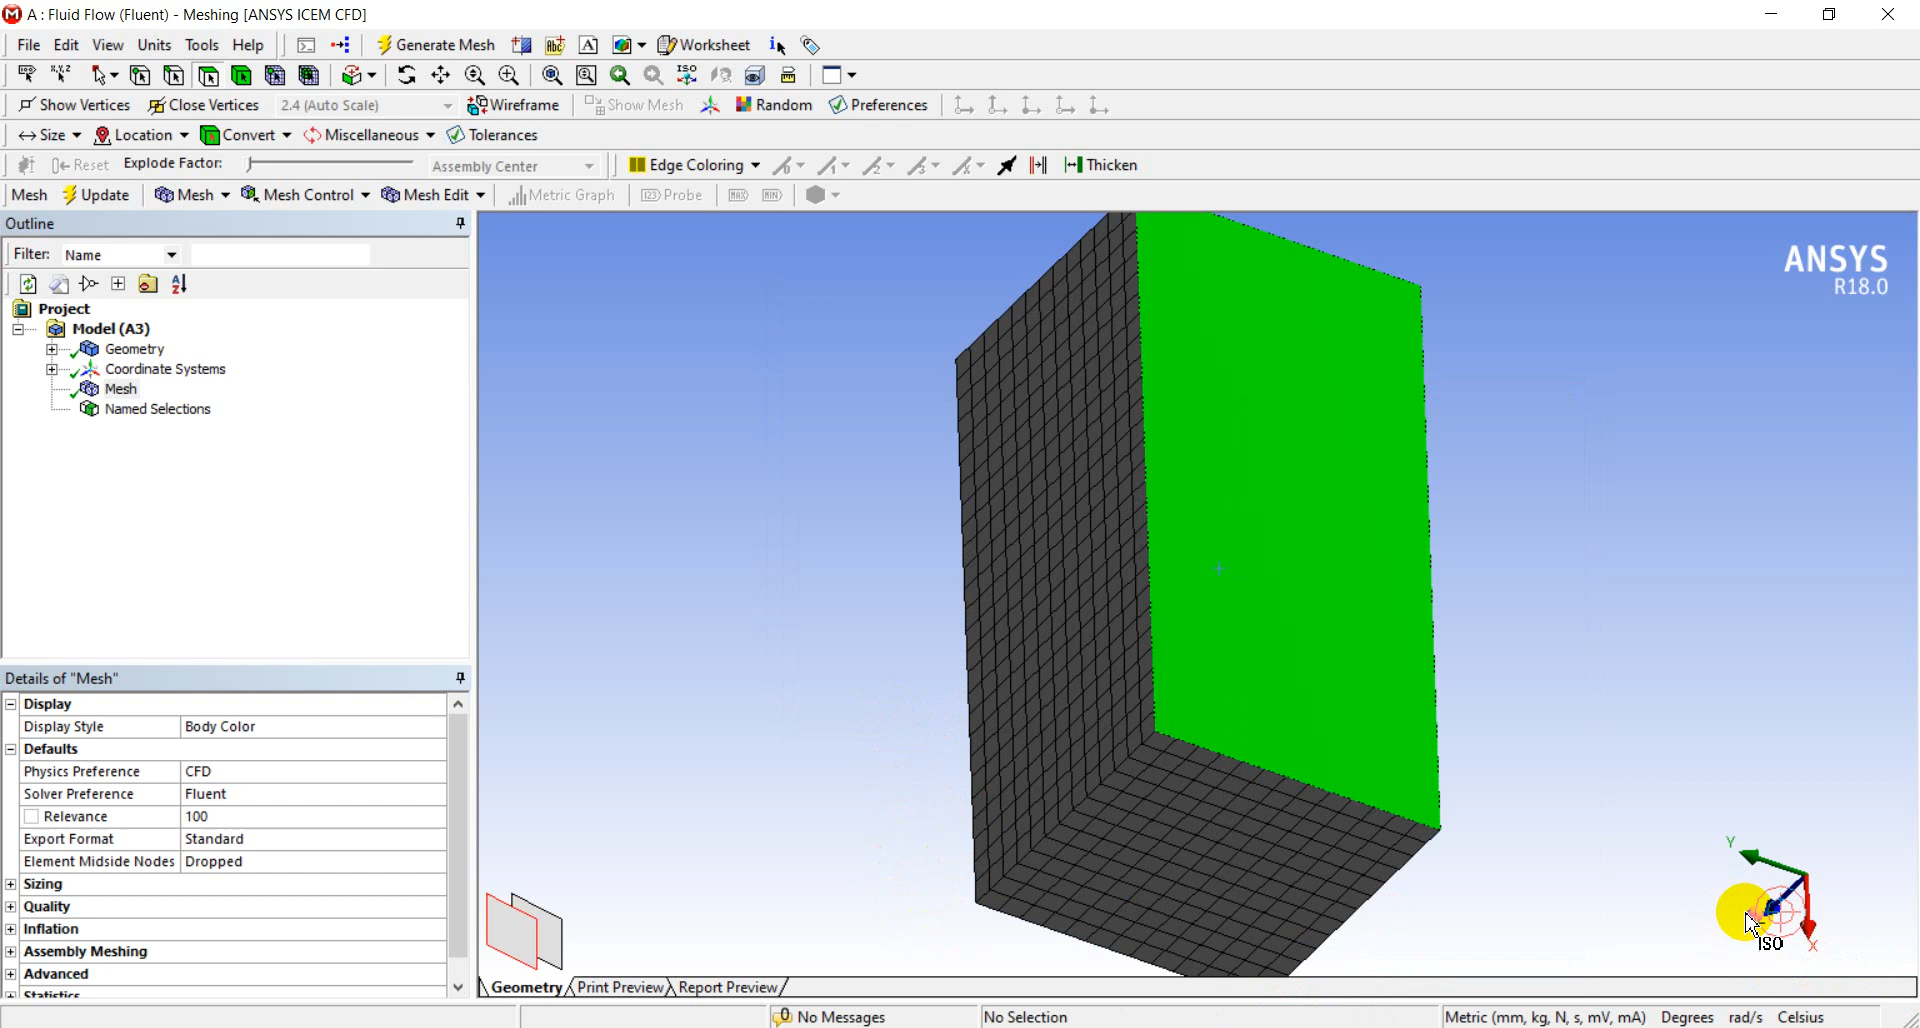 A : Fluid Flow (Fluent) - Meshing [ANSYS ICEM CFD]
File Edit View Units Tools Help Generate Mesh Abc A Worksheet i
X,Y,Z ISO
Show Vertices Close Vertices 2.4 (Auto Scale) Wireframe Show Mesh Random Preferences
Size Location Convert Miscellaneous Tolerances
Reset Explode Factor: Assembly Center Edge Coloring Thicken
Mesh Update Mesh Mesh Control Mesh Edit Metric Graph Probe MAX MIN
Outline
Filter: Name
Project
Model (A3)
Geometry
Coordinate Systems
Mesh
Named Selections
Details of "Mesh"
Display
Display Style Body Color
Defaults
Physics Preference CFD
Solver Preference Fluent
Relevance 100
Export Format Standard
Element Midside Nodes Dropped
Sizing
Quality
Inflation
Assembly Meshing
Advanced
Statistics
ANSYS
R18.0
Y
X
ISO
Geometry Print Preview Report Preview
0 No Messages No Selection Metric (mm, kg, N, s, mV, mA) Degrees rad/s Celsius